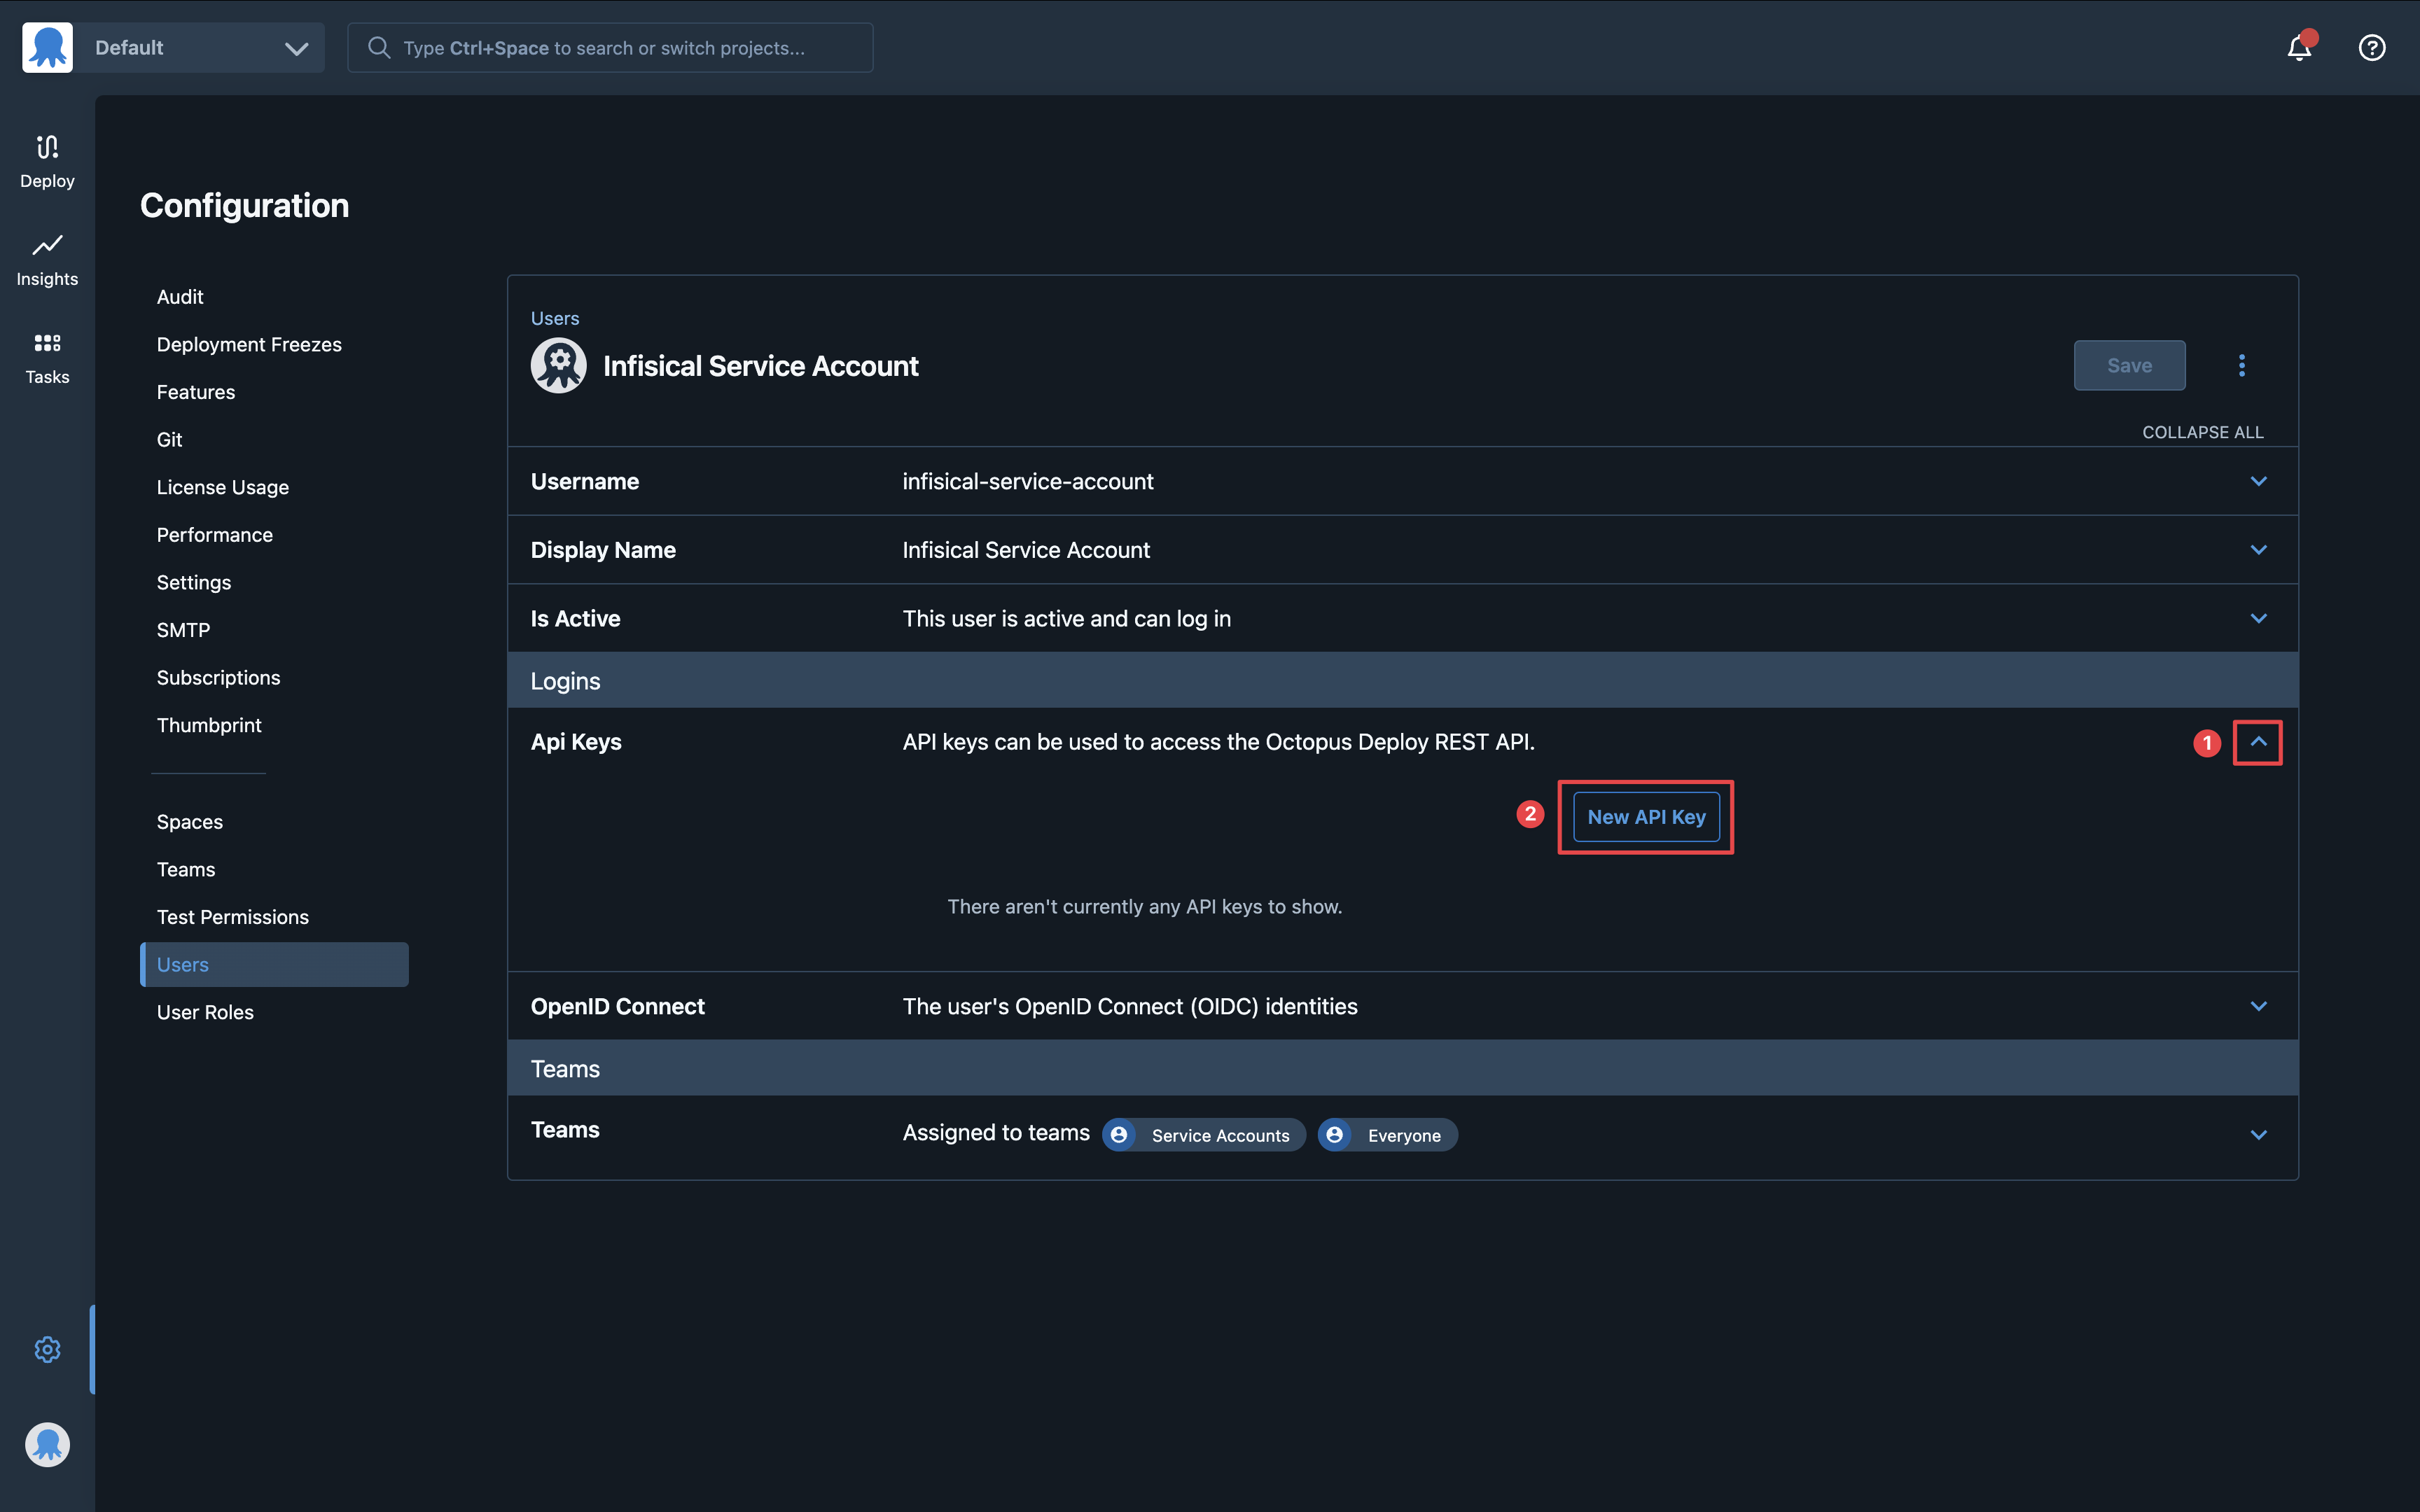 Default
Type Ctrl+Space to search or switch projects...
Deploy
Insights
Tasks
Configuration
Audit
Deployment Freezes
Features
Git
License Usage
Performance
Settings
SMTP
Subscriptions
Thumbprint
Spaces
Teams
Test Permissions
Users
User Roles
Users
Infisical Service Account
Save
COLLAPSE ALL
Username infisical-service-account
Display Name Infisical Service Account
Is Active This user is active and can log in
Logins
Api Keys API keys can be used to access the Octopus Deploy REST API. 1
2 New API Key
There aren't currently any API keys to show.
OpenID Connect The user's OpenID Connect (OIDC) identities
Teams
Teams Assigned to teams Service Accounts Everyone